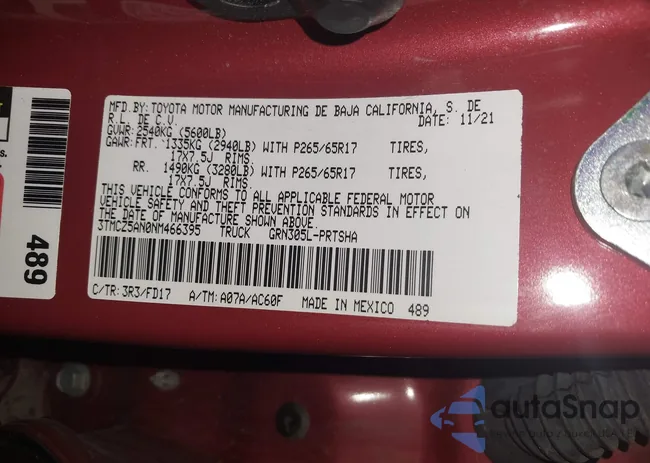 MFD.BY:TOYOTA MOTOR MANUFACTURING DE BAJA CALIFORNIA, S. DE
R.L. DE C.V. DATE: 11/21
GVWR:2540KG (5600LB)
GAWR:FRT. 1335KG (2940LB) WITH P265/65R17 TIRES,
17X7.5J RIMS.
RR. 1490KG (3280LB) WITH P265/65R17 TIRES,
17X7.5J RIMS.
THIS VEHICLE CONFORMS TO ALL APPLICABLE FEDERAL MOTOR
VEHICLE SAFETY AND THEFT PREVENTION STANDARDS IN EFFECT ON
THE DATE OF MANUFACTURE SHOWN ABOVE.
3TMCZ5AN0NM466395 TRUCK GRN305L-PRTSHA
C/TR:3R3/FD17 A/TM:A07A/AC60F MADE IN MEXICO 489
s.
489
autoSnap